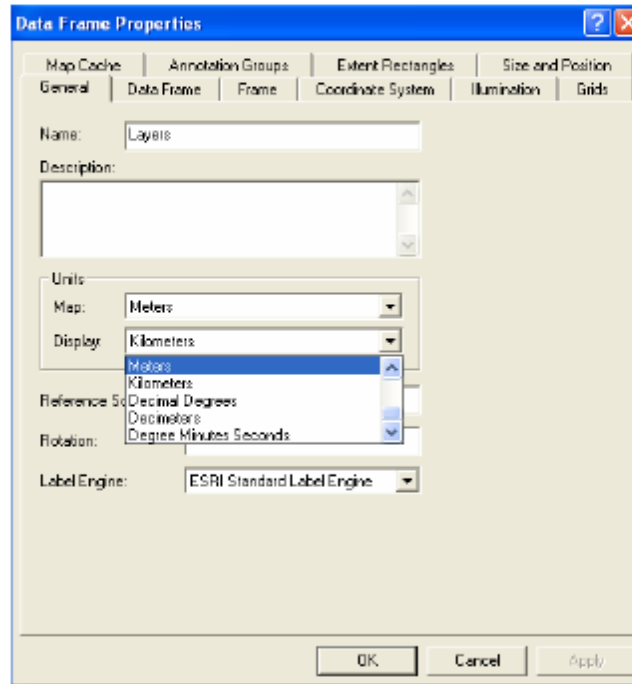 Data Frame Properties
Map Cache Annotation Groups Extent Rectangles Size and Position
General Data Frame Frame Coordinate System Illumination Grids
Name: Layers
Description:
Units
Map: Meters
Display: Kilometers
Meters
Kilometers
Reference Sc
Decimal Degrees
Decimeters
Rotation:
Degree Minutes Seconds
Label Engine: ESRI Standard Label Engine
OK Cancel Apply